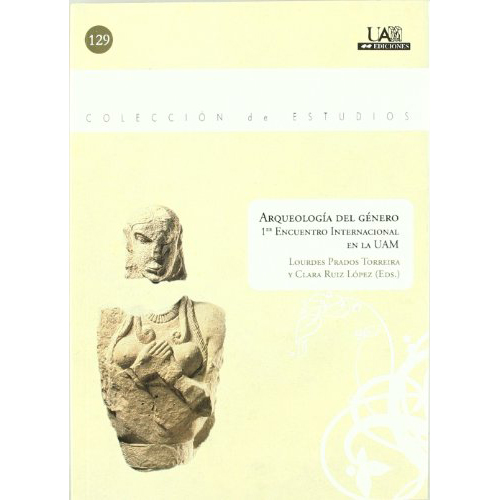 129
UAM
EDICIONES
COLECCIÓN de ESTUDIOS
ARQUEOLOGÍA DEL GÉNERO
1ER ENCUENTRO INTERNACIONAL
EN LA UAM
LOURDES PRADOS TORREIRA
Y CLARA RUIZ LÓPEZ (EDS.)